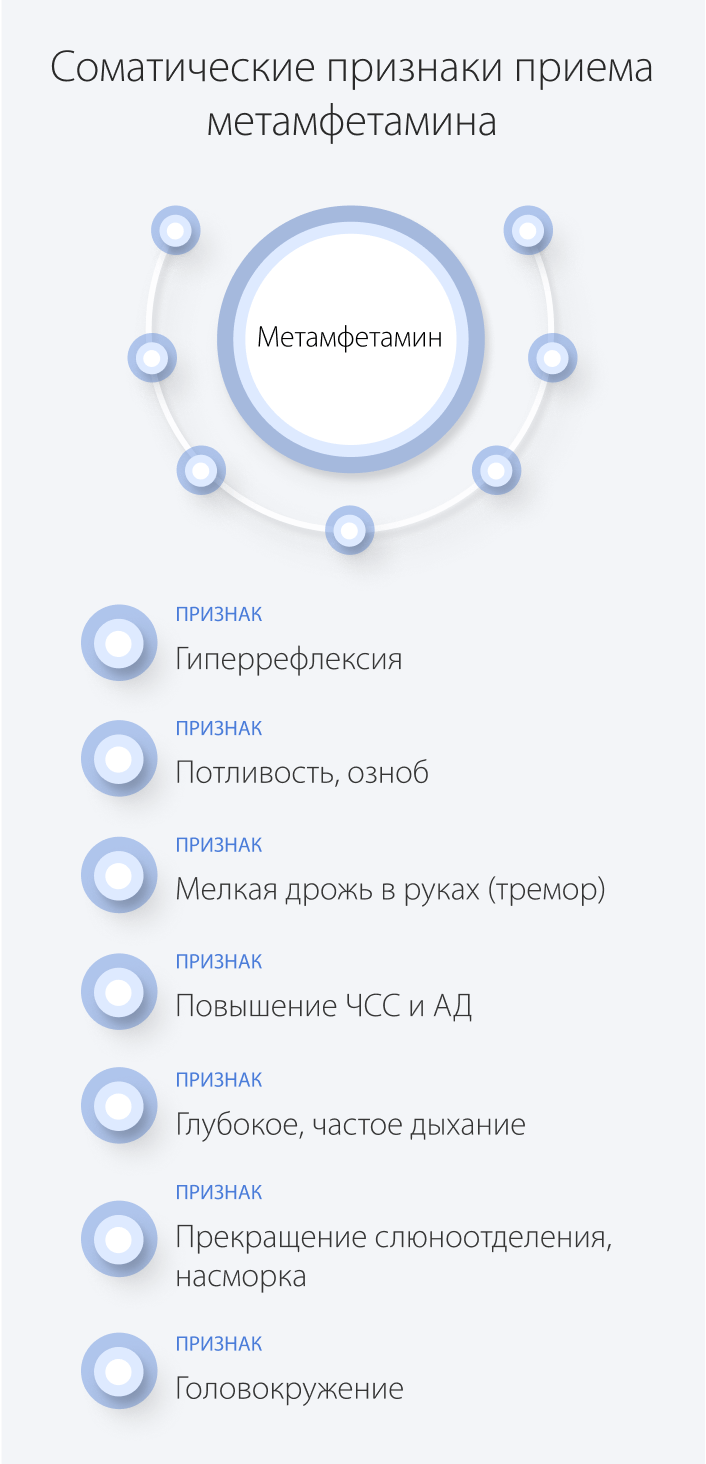 Соматические признаки приема
метамфетамина
Метамфетамин
ПРИЗНАК
Гиперрефлексия
ПРИЗНАК
Потливость, озноб
ПРИЗНАК
Мелкая дрожь в руках (тремор)
ПРИЗНАК
Повышение ЧСС и АД
ПРИЗНАК
Глубокое, частое дыхание
ПРИЗНАК
Прекращение слюноотделения,
насморка
ПРИЗНАК
Головокружение